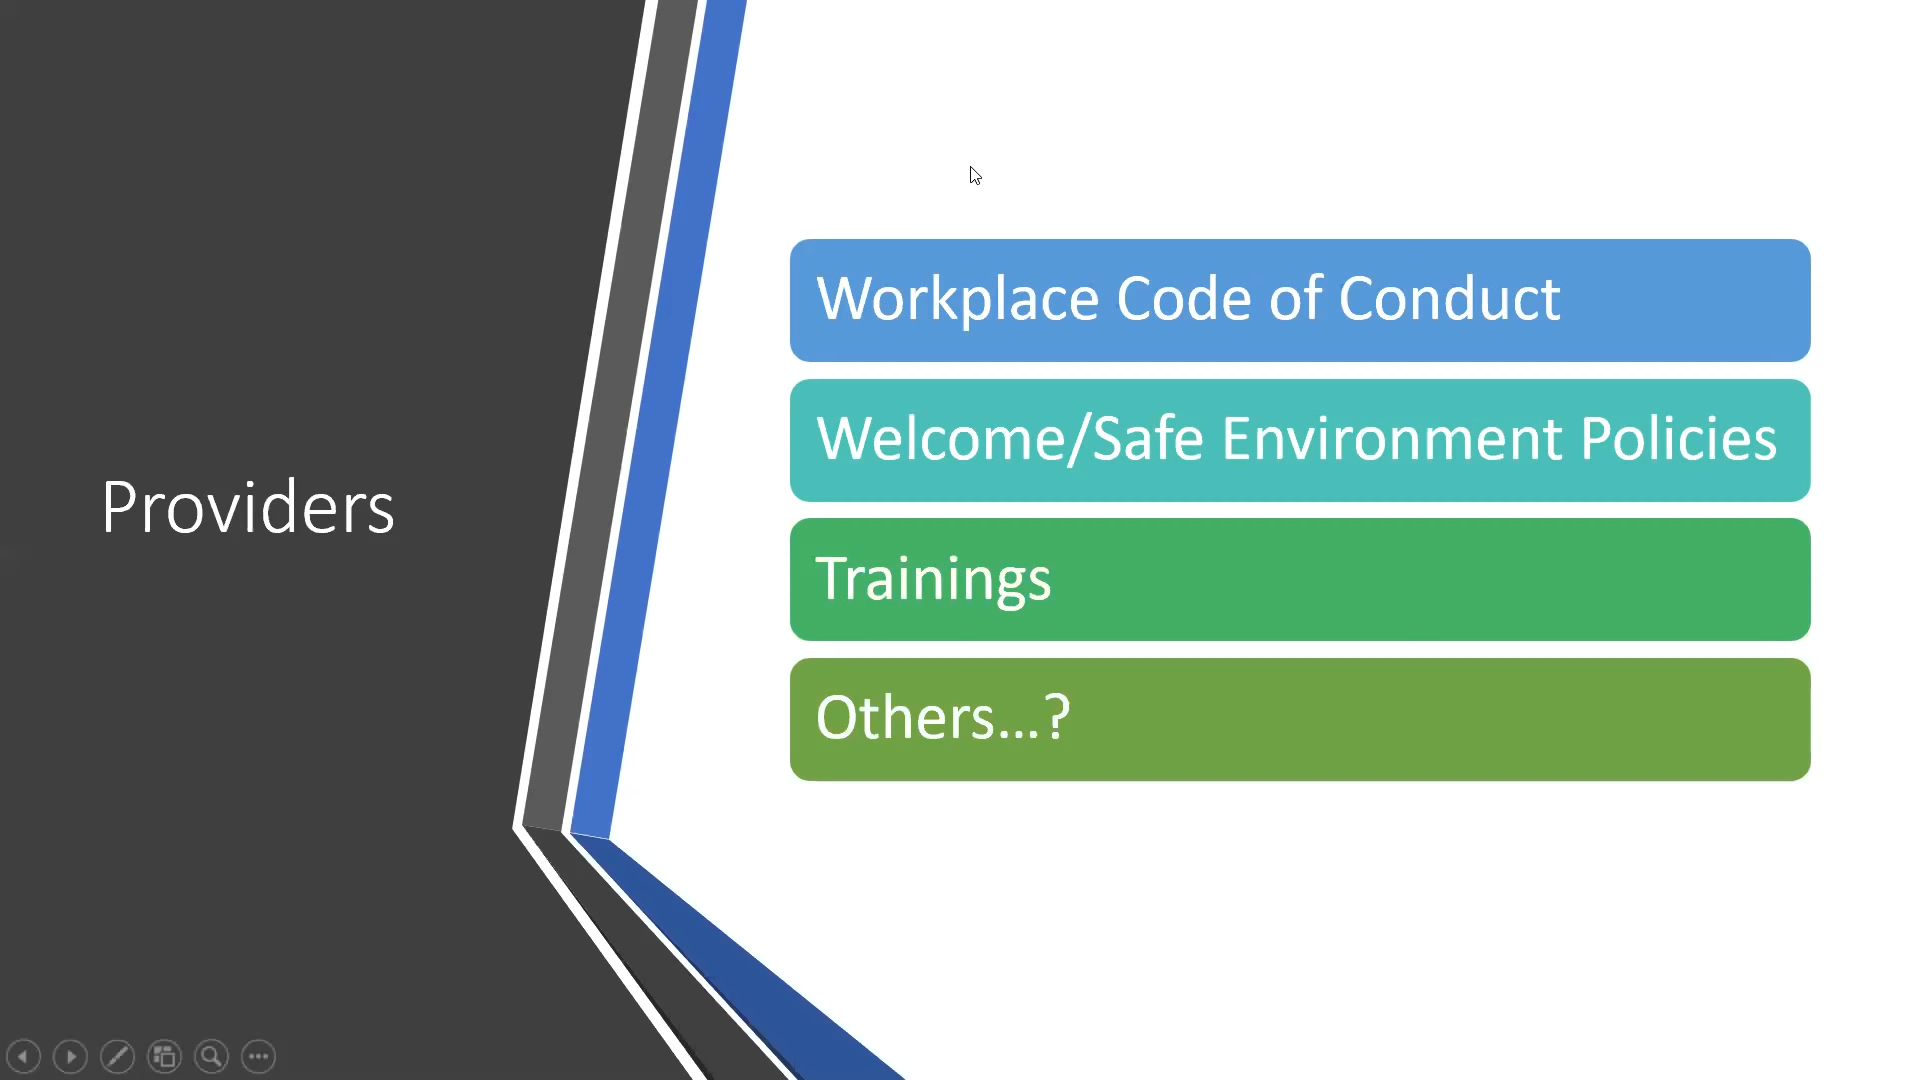 Providers
Workplace Code of Conduct
Welcome/Safe Environment Policies
Trainings
Others...?